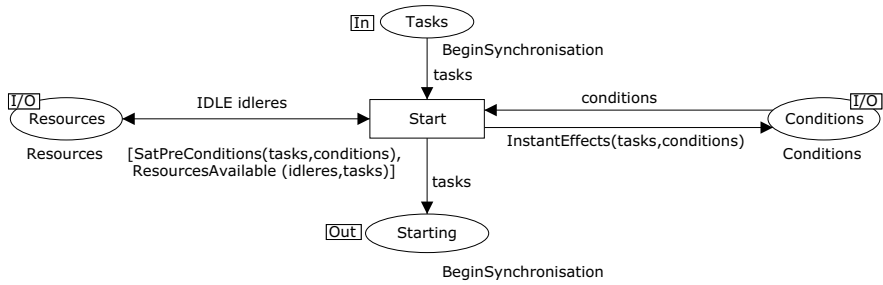 In
Tasks
BeginSynchronisation
tasks
I/O
Resources
Resources
IDLE idleres
Start
conditions
InstantEffects(tasks,conditions)
I/O
Conditions
Conditions
[SatPreConditions(tasks,conditions),
ResourcesAvailable (idleres,tasks)]
tasks
Out
Starting
BeginSynchronisation